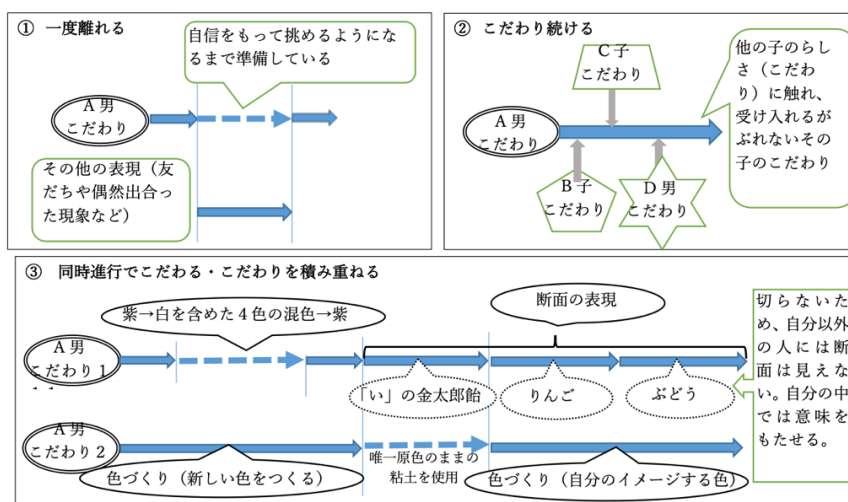 ① 一度離れる
自信をもって挑めるようにな
るまで準備している
A 男
こだわり
その他の表現（友
だちや偶然出合っ
た現象など）
② こだわり続ける
C 子
こだわり
A 男
こだわり
B 子
こだわり
D 男
こだわり
他の子のらし
さ（こだわ
り）に触れ、
受け入れるが
ぶれないその
子のこだわり
③ 同時進行でこだわる・こだわりを積み重ねる
紫→白を含めた４色の混色→紫
断面の表現
A 男
こだわり 1
「い」の金太郎飴
りんご
ぶどう
切らないた
め、自分以外
の人には断
面は見えな
い。自分の中
では意味を
もたせる。
A 男
こだわり 2
色づくり（新しい色をつくる）
唯一原色のままの
粘土を使用
色づくり（自分のイメージする色）